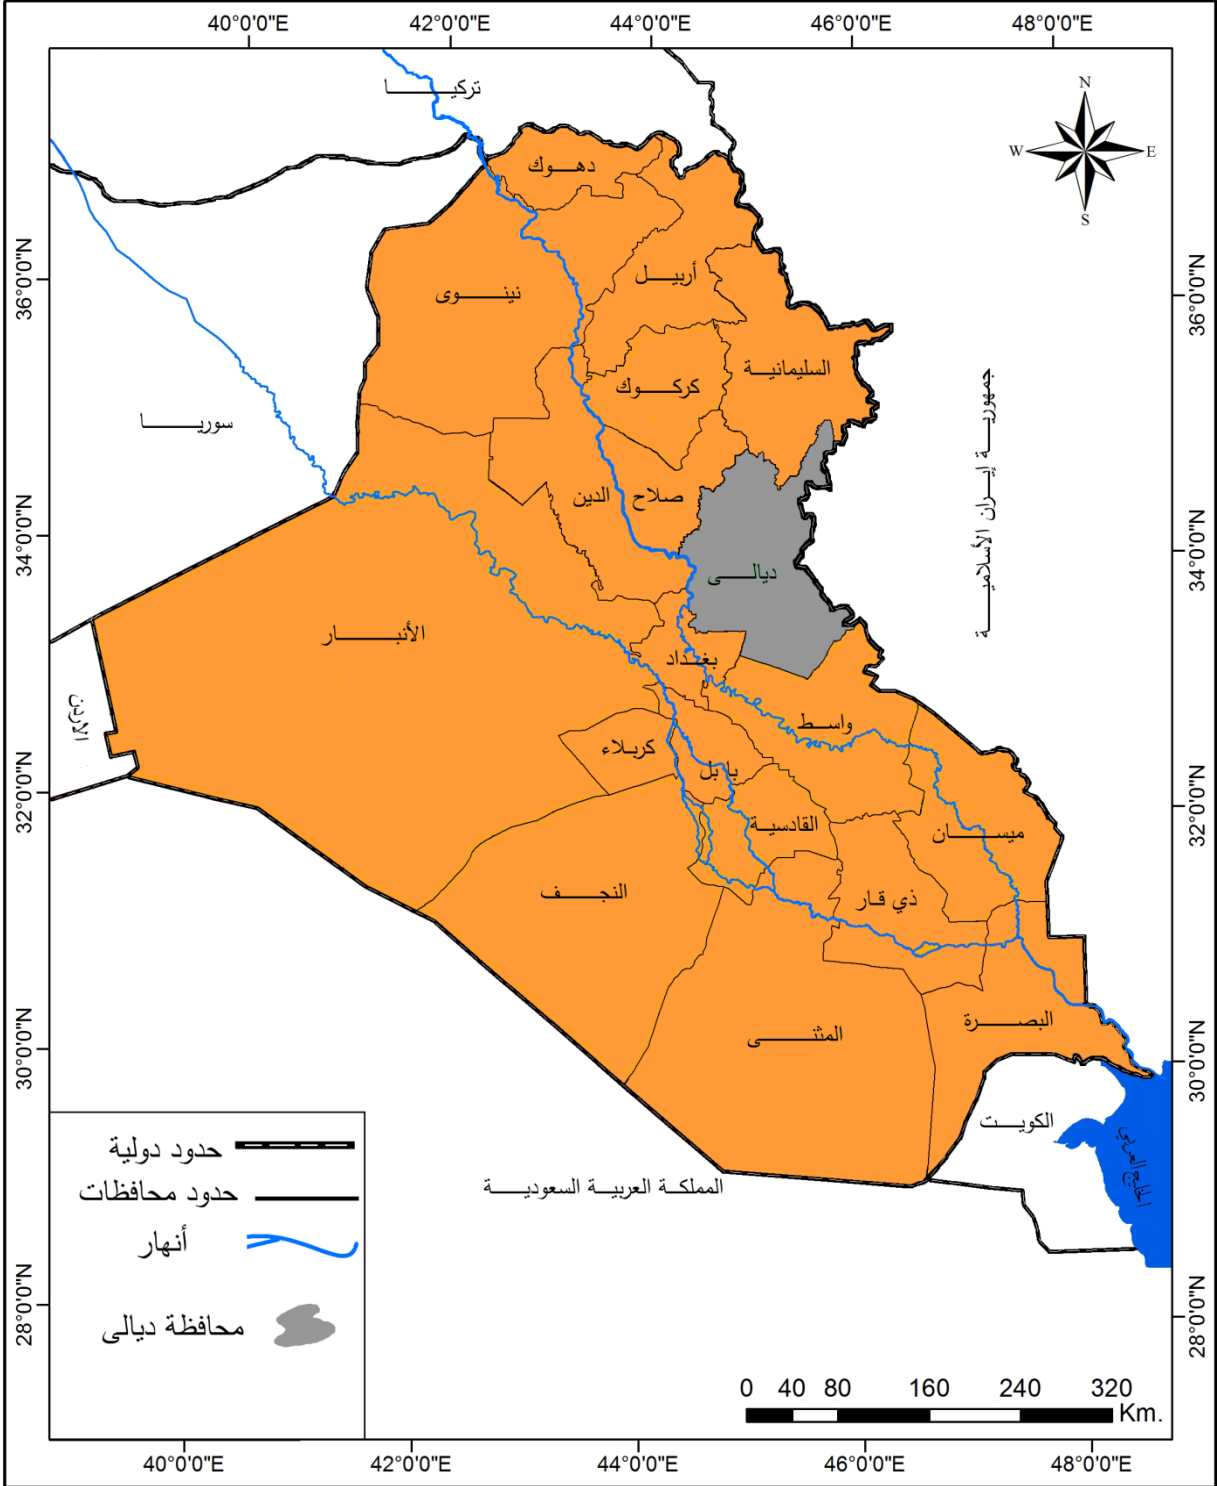 40°0'0"E 42°0'0"E 44°0'0"E 46°0'0"E 48°0'0"E
تركيا
N
W E
S
دهوك
36°0'0"N
36°0'0"N
أربيل
نينوى
السليمانية
كركوك
سوريا
جمهورية إيران الأسلامية
صلاح الدين
34°0'0"N
34°0'0"N
ديالى
الأنبار
بغداد
الاردن
واسط
كربلاء
بابل
32°0'0"N
32°0'0"N
القادسية
ميسان
النجف
ذي قار
البصرة
المثنى
30°0'0"N
30°0'0"N
الكويت
الخليج العربي
المملكة العربية السعودية
حدود دولية
حدود محافظات
أنهار
محافظة ديالى
28°0'0"N
28°0'0"N
0 40 80 160 240 320
Km.
40°0'0"E 42°0'0"E 44°0'0"E 46°0'0"E 48°0'0"E